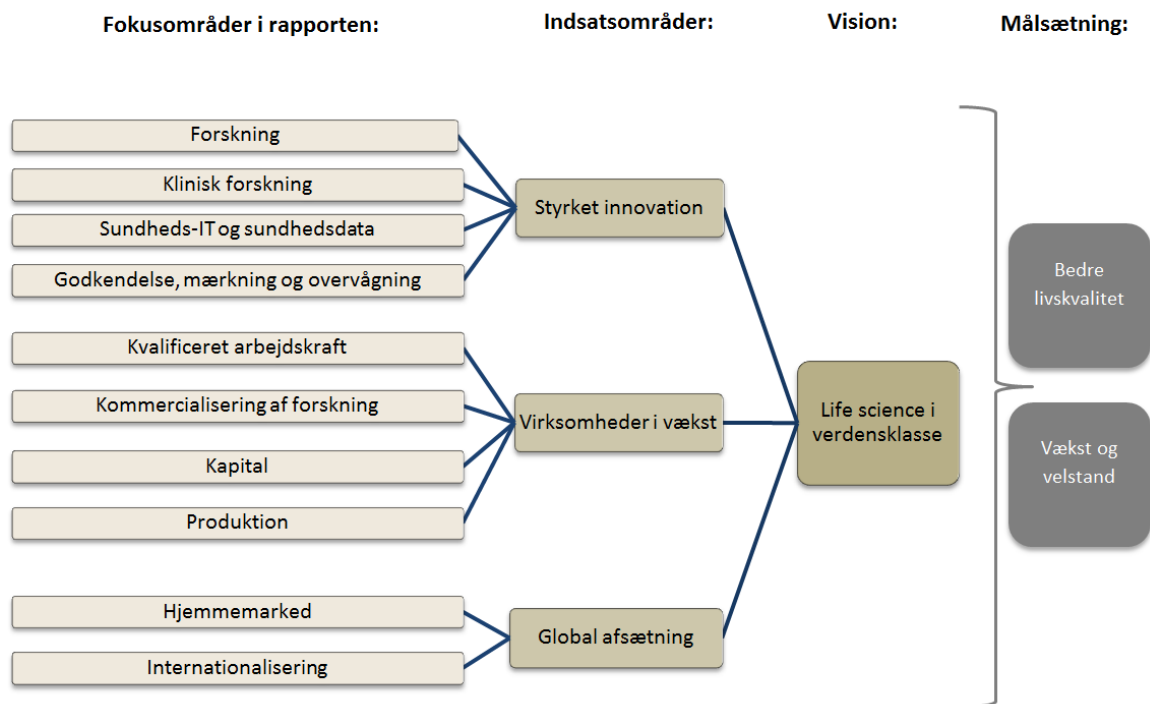 Fokusområder i rapporten:
Indsatsområder:
Vision:
Målsætning:
Forskning
Klinisk forskning
Sundheds-IT og sundhedsdata
Godkendelse, mærkning og overvågning
Styrket innovation
Kvalificeret arbejdskraft
Kommercialisering af forskning
Kapital
Produktion
Virksomheder i vækst
Hjemmemarked
Internationalisering
Global afsætning
Life science i
verdensklasse
Bedre
livskvalitet
Vækst og
velstand